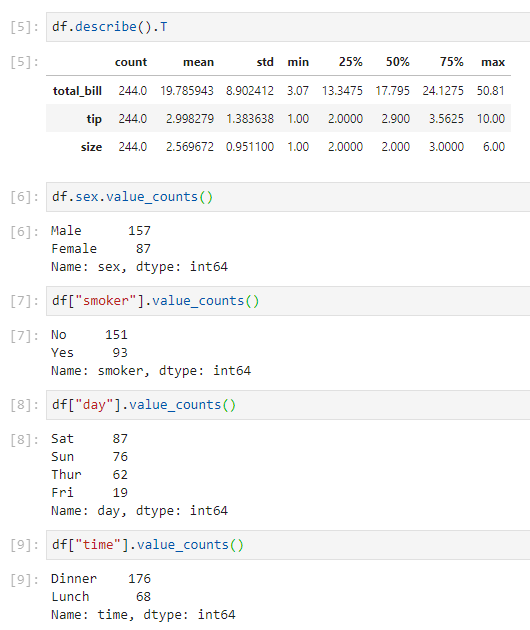 [5]: df.describe().T
[5]: count mean std min 25% 50% 75% max
total_bill 244.0 19.785943 8.902412 3.07 13.3475 17.795 24.1275 50.81
tip 244.0 2.998279 1.383638 1.00 2.0000 2.900 3.5625 10.00
size 244.0 2.569672 0.951100 1.00 2.0000 2.000 3.0000 6.00
[6]: df.sex.value_counts()
[6]: Male 157
Female 87
Name: sex, dtype: int64
[7]: df["smoker"].value_counts()
[7]: No 151
Yes 93
Name: smoker, dtype: int64
[8]: df["day"].value_counts()
[8]: Sat 87
Sun 76
Thur 62
Fri 19
Name: day, dtype: int64
[9]: df["time"].value_counts()
[9]: Dinner 176
Lunch 68
Name: time, dtype: int64